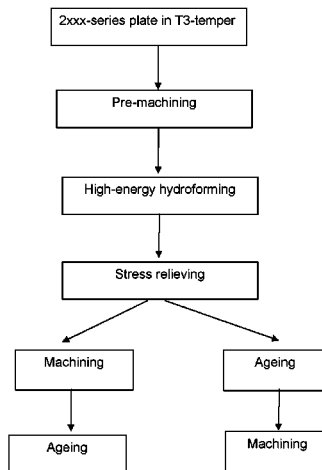 2xxx-series plate in T3-temper
Pre-machining
High-energy hydroforming
Stress relieving
Machining
Ageing
Ageing
Machining